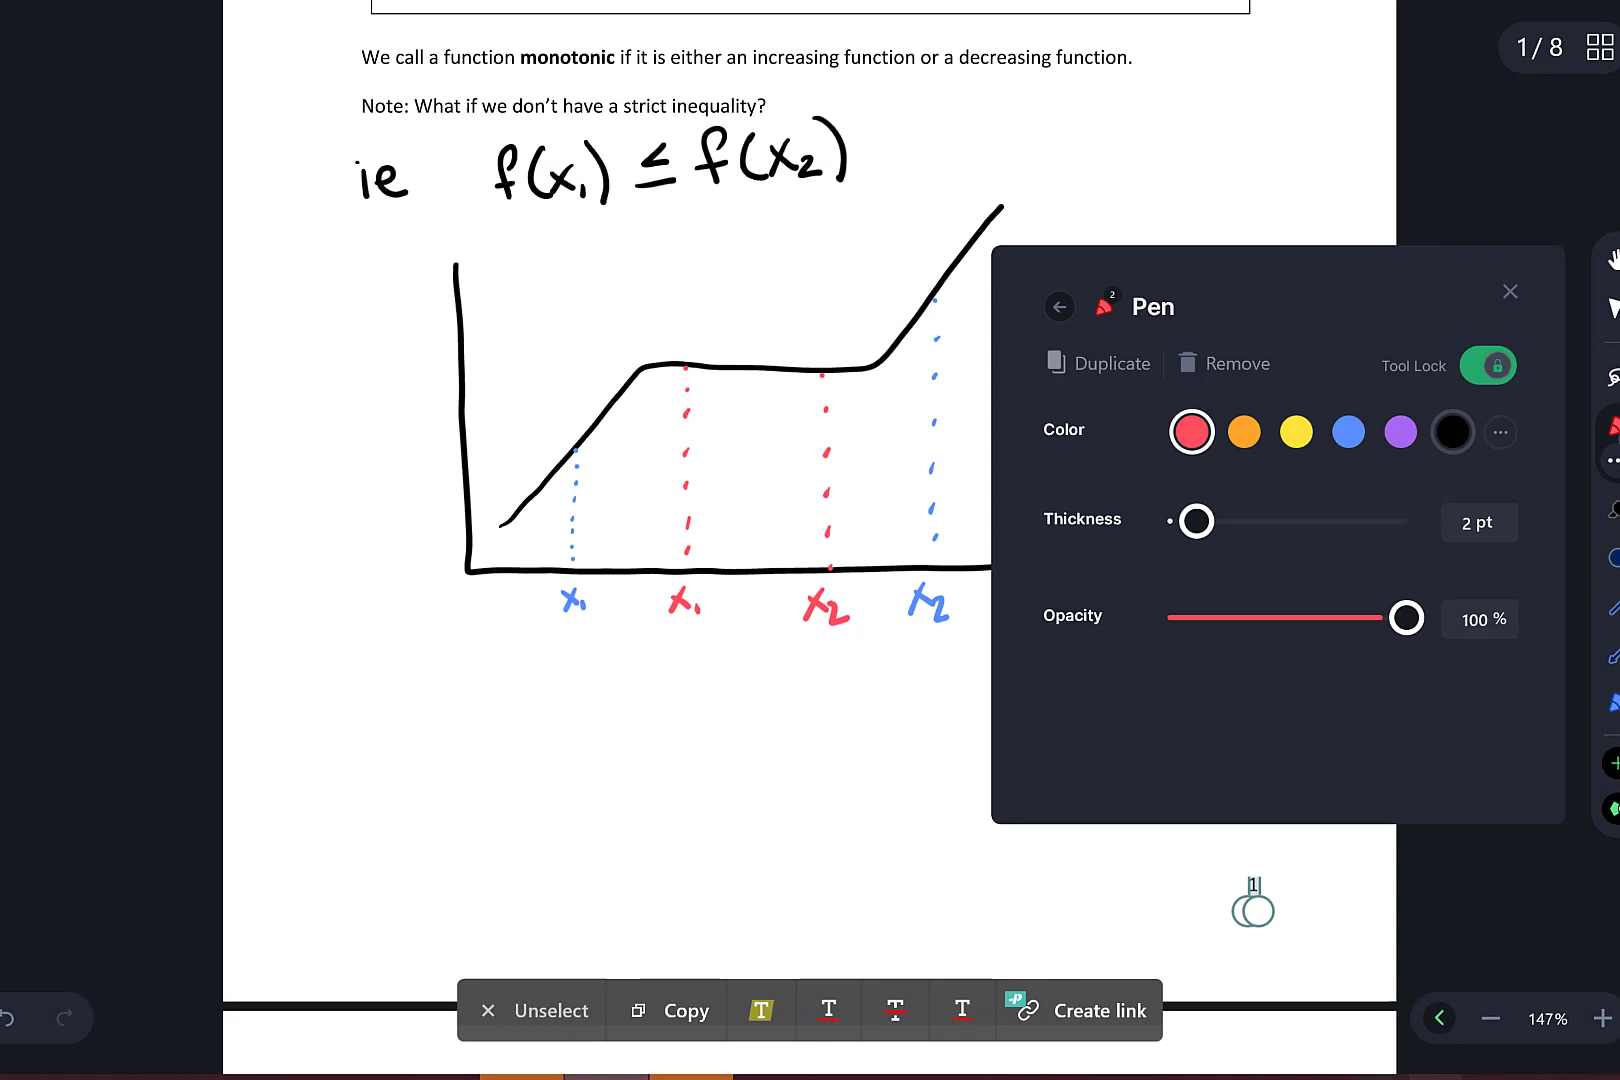 1 / 8
We call a function monotonic if it is either an increasing function or a decreasing function.
Note: What if we don't have a strict inequality?
ie f(x₁) ≤ f(x₂)
2
Pen
Duplicate
Remove
Tool Lock
Color
Thickness
2 pt
Opacity
100 %
x₁ x₁ x₂ x₂
1
Unselect
Copy
T
T
T
T
P
Create link
147%